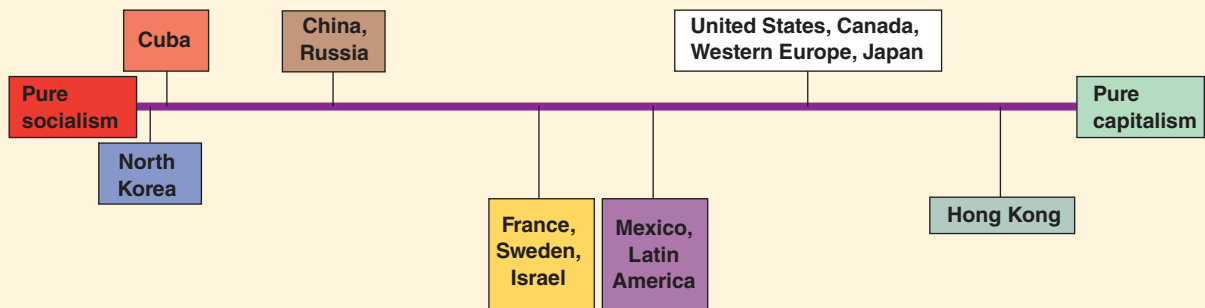 Cuba
China,
Russia
United States, Canada,
Western Europe, Japan
Pure
socialism
Pure
capitalism
North
Korea
France,
Sweden,
Israel
Mexico,
Latin
America
Hong Kong